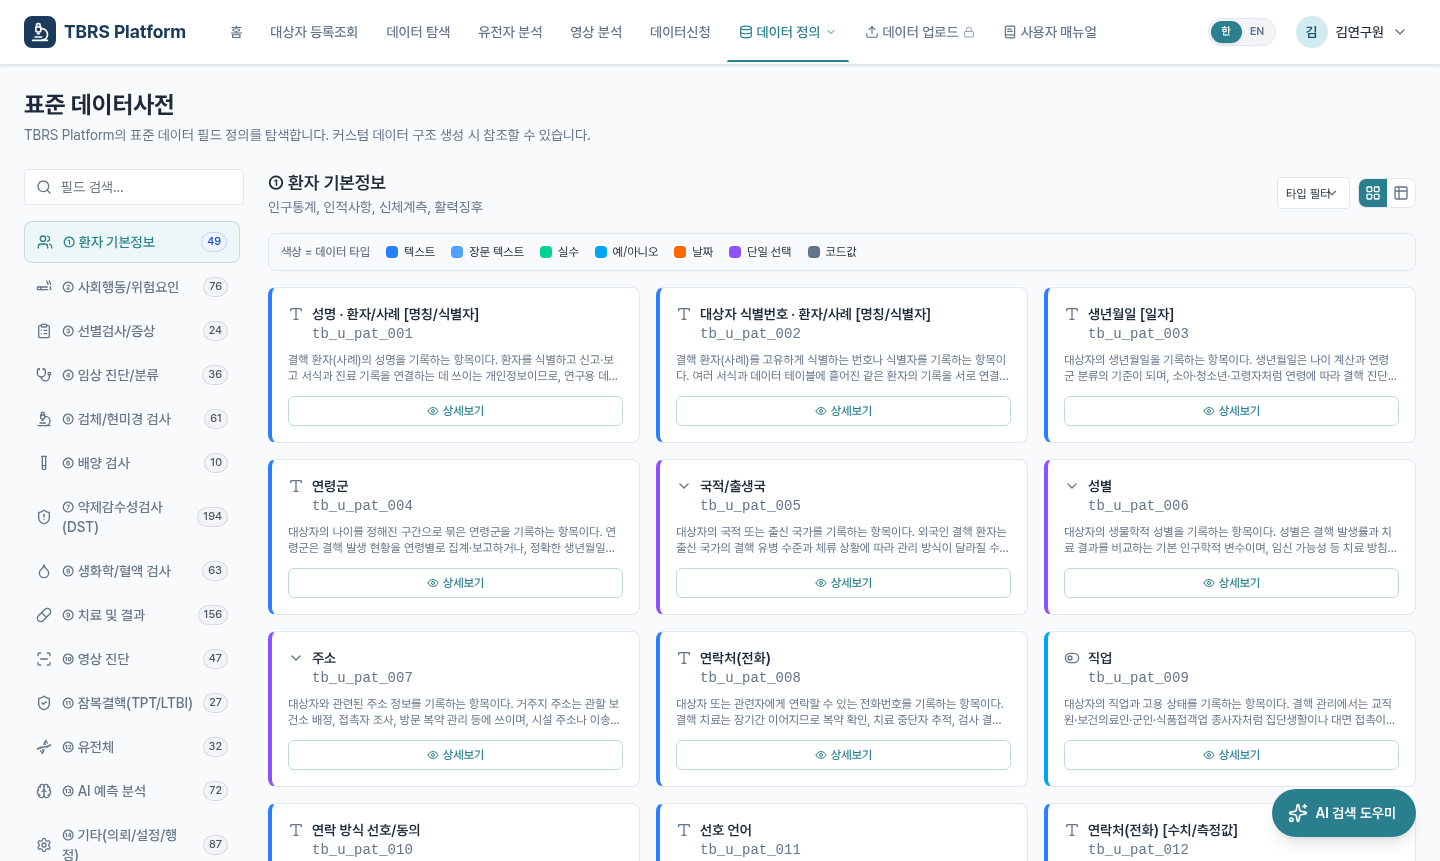 TBRS Platform
홈
대상자 등록조회
데이터 탐색
유전자 분석
영상 분석
데이터신청
데이터 정의
데이터 업로드
사용자 매뉴얼
한
EN
김
김연구원
표준 데이터사전
TBRS Platform의 표준 데이터 필드 정의를 탐색합니다. 커스텀 데이터 구조 생성 시 참조할 수 있습니다.
필드 검색...
① 환자 기본정보
49
② 사회행동/위험요인
76
③ 선별검사/증상
24
④ 임상 진단/분류
36
⑤ 검체/현미경 검사
61
⑥ 배양 검사
10
⑦ 약제감수성검사
(DST)
194
⑧ 생화학/혈액 검사
63
⑨ 치료 및 결과
156
⑩ 영상 진단
47
⑪ 잠복결핵(TPT/LTBI)
27
⑫ 유전체
32
⑬ AI 예측 분석
72
⑭ 기타(의뢰/설정/행
정)
87
① 환자 기본정보
인구통계, 인적사항, 신체계측, 활력징후
타입 필터
색상 = 데이터 타입
텍스트
장문 텍스트
실수
예/아니오
날짜
단일 선택
코드값
성명 · 환자/사례 [명칭/식별자]
tb_u_pat_001
결핵 환자(사례)의 성명을 기록하는 항목이다. 환자를 식별하고 신고·보
고 서식과 진료 기록을 연결하는 데 쓰이는 개인정보이므로, 연구용 데...
상세보기
대상자 식별번호 · 환자/사례 [명칭/식별자]
tb_u_pat_002
결핵 환자(사례)를 고유하게 식별하는 번호나 식별자를 기록하는 항목이
다. 여러 서식과 데이터 테이블에 흩어진 같은 환자의 기록을 서로 연결...
상세보기
생년월일 [일자]
tb_u_pat_003
대상자의 생년월일을 기록하는 항목이다. 생년월일은 나이 계산과 연령
군 분류의 기준이 되며, 소아·청소년·고령자처럼 연령에 따라 결핵 진단...
상세보기
연령군
tb_u_pat_004
대상자의 나이를 정해진 구간으로 묶은 연령군을 기록하는 항목이다. 연
령군은 결핵 발생 현황을 연령별로 집계·보고하거나, 정확한 생년월일...
상세보기
국적/출생국
tb_u_pat_005
대상자의 국적 또는 출신 국가를 기록하는 항목이다. 외국인 결핵 환자는
출신 국가의 결핵 유병 수준과 체류 상황에 따라 관리 방식이 달라질 수...
상세보기
성별
tb_u_pat_006
대상자의 생물학적 성별을 기록하는 항목이다. 성별은 결핵 발생률과 치
료 결과를 비교하는 기본 인구학적 변수이며, 임신 가능성 등 치료 방침...
상세보기
주소
tb_u_pat_007
대상자와 관련된 주소 정보를 기록하는 항목이다. 거주지 주소는 관할 보
건소 배정, 접촉자 조사, 방문 복약 관리 등에 쓰이며, 시설 주소나 이송...
상세보기
연락처(전화)
tb_u_pat_008
대상자 또는 관련자에게 연락할 수 있는 전화번호를 기록하는 항목이다.
결핵 치료는 장기간 이어지므로 복약 확인, 치료 중단자 추적, 검사 결...
상세보기
직업
tb_u_pat_009
대상자의 직업과 고용 상태를 기록하는 항목이다. 결핵 관리에서는 교직
원·보건의료인·군인·식품접객업 종사자처럼 집단생활이나 대면 접촉이...
상세보기
연락 방식 선호/동의
tb_u_pat_010
선호 언어
tb_u_pat_011
연락처(전화) [수치/측정값]
tb_u_pat_012
AI 검색 도우미